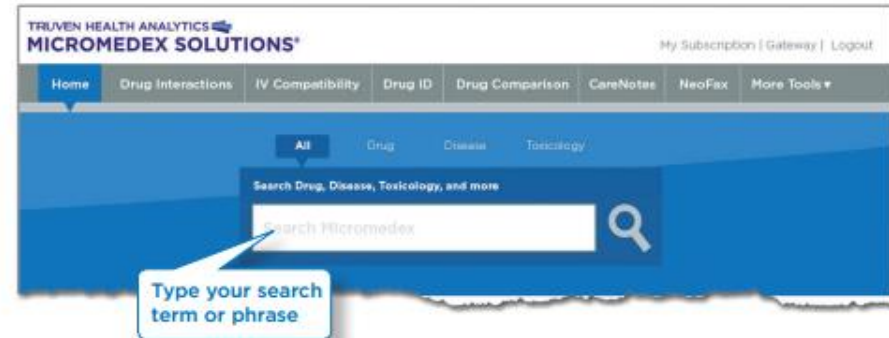 TRUVEN HEALTH ANALYTICS
MICROMEDEX SOLUTIONS®
My Subscription | Gateway | Logout
Home Drug Interactions IV Compatibility Drug ID Drug Comparison CareNotes NeoFax More Tools ▾
All Drug Disease Toxicology
Search Drug, Disease, Toxicology, and more
Search Micromedex
Type your search
term or phrase